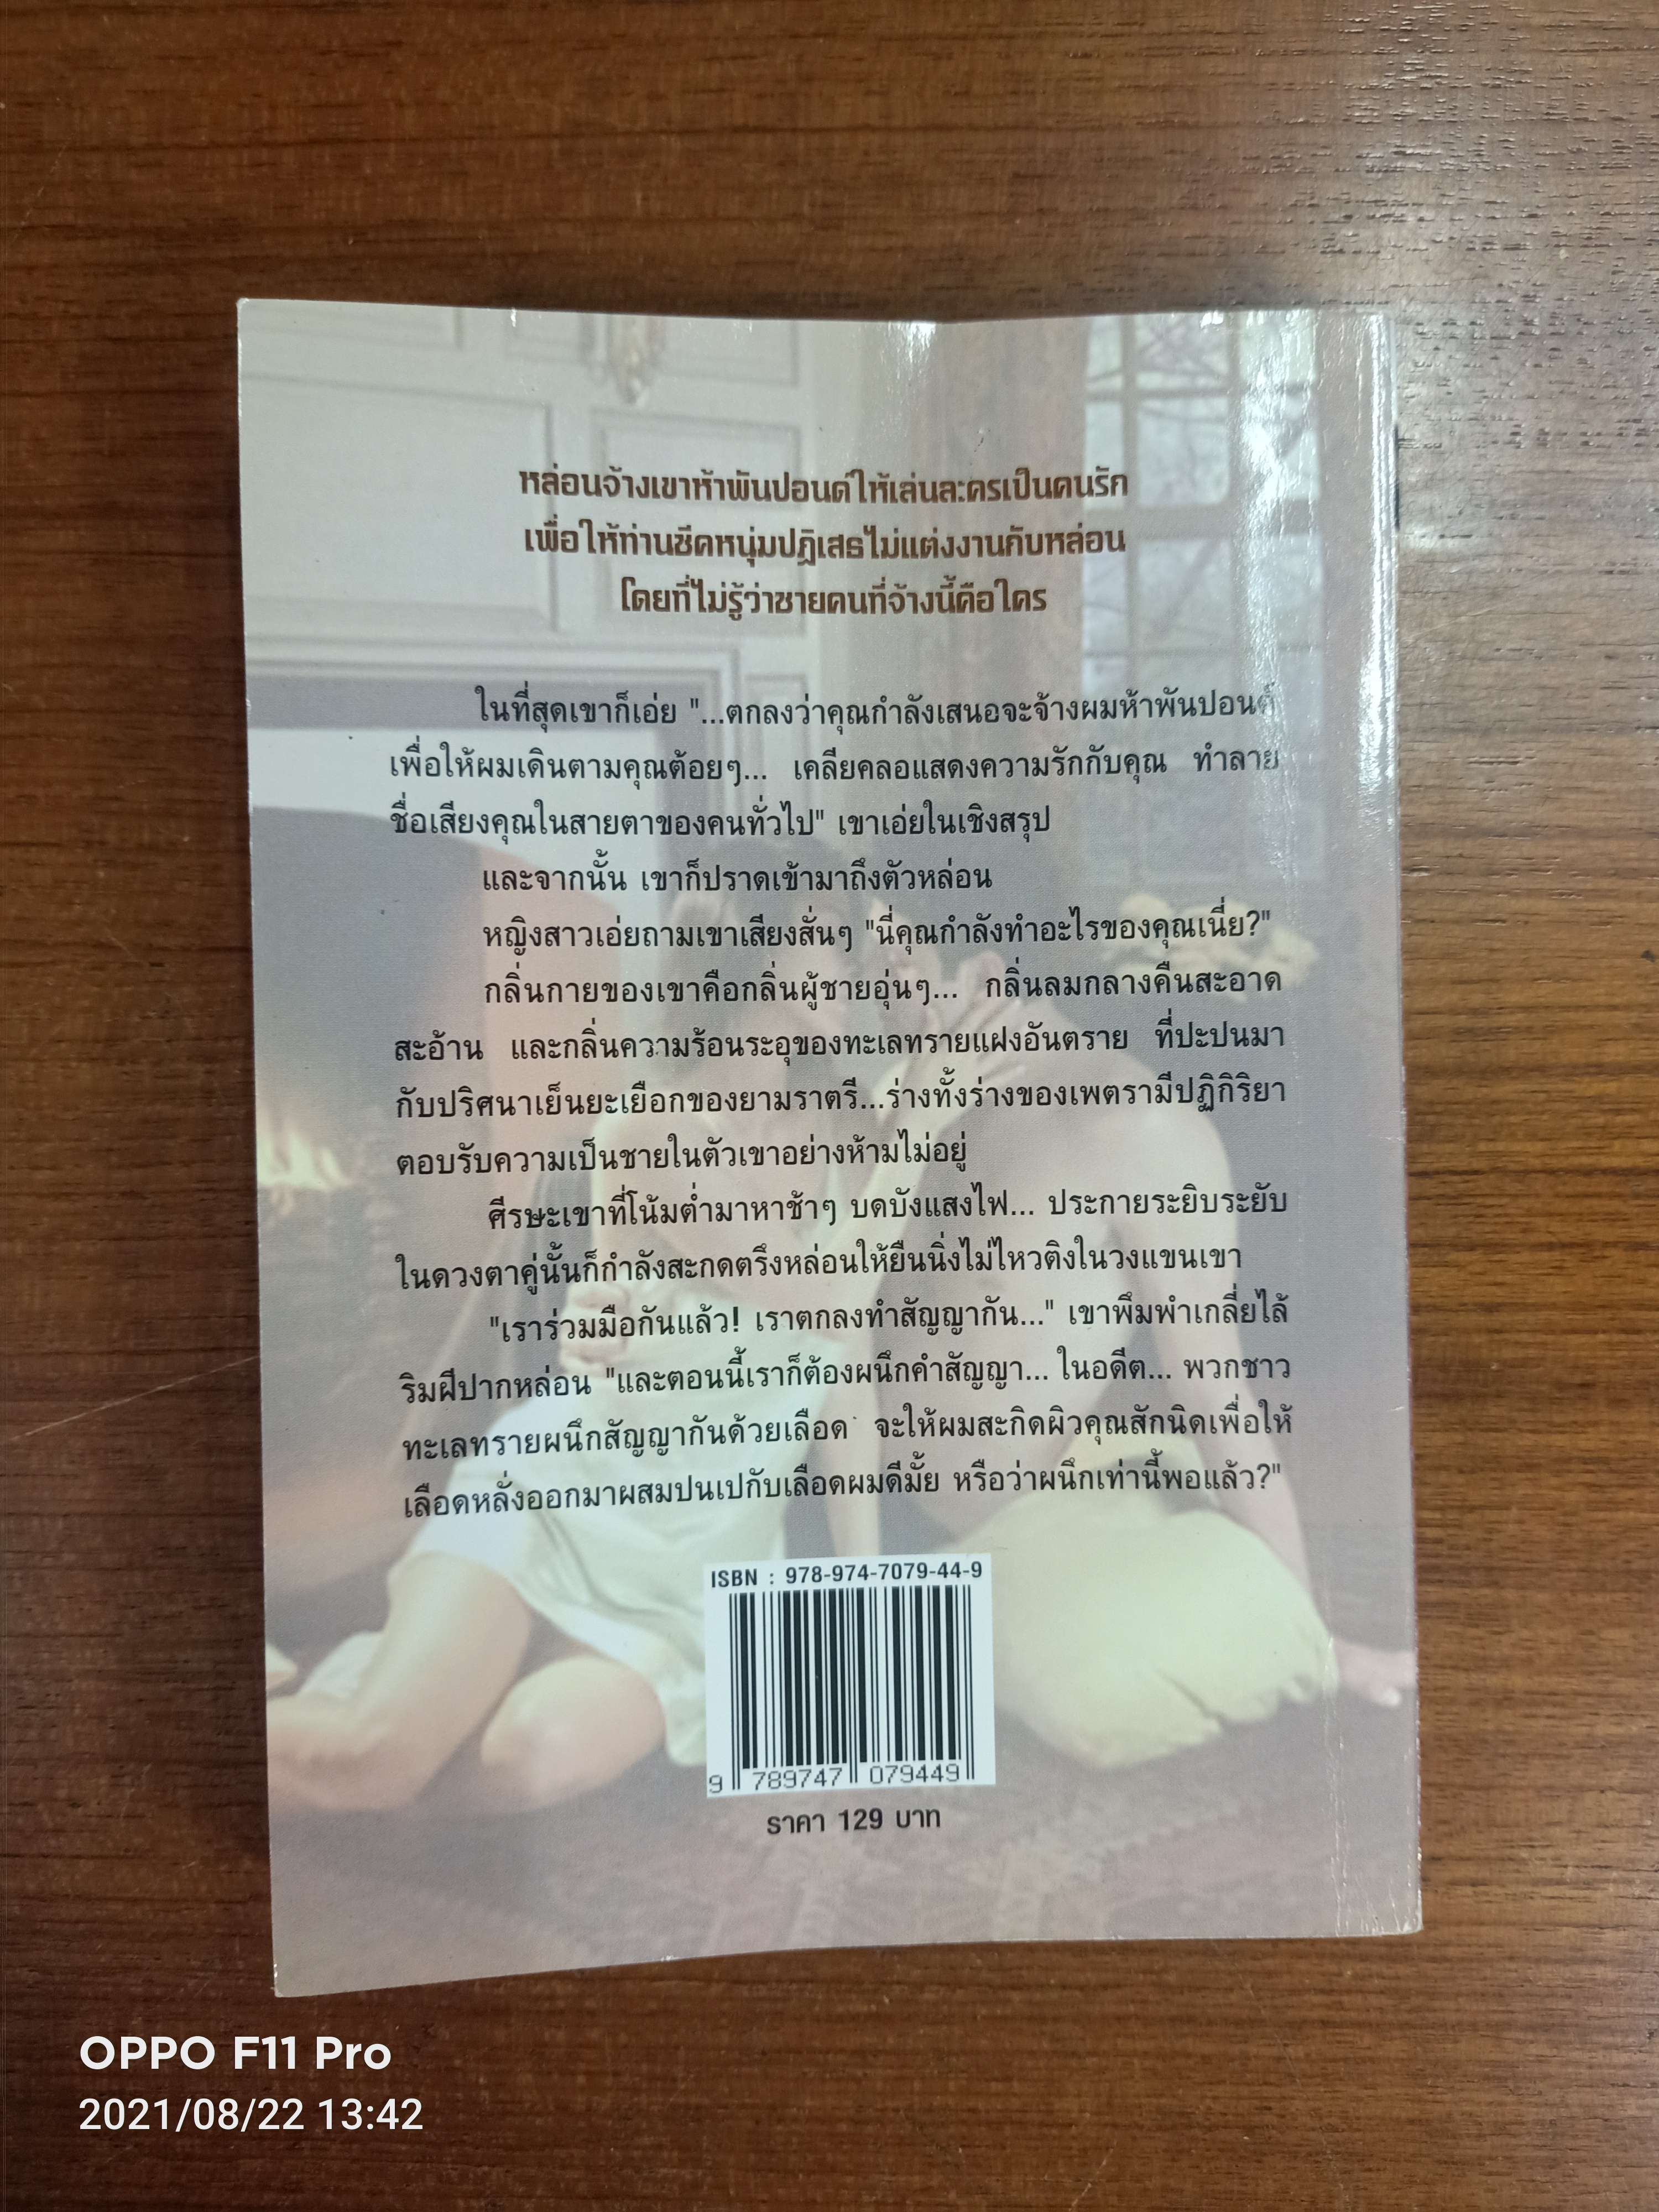 หล่อนจ้างเขาห้าพันปอนด์ให้เล่นละครเป็นคนรัก
เพื่อให้ท่านชีคหนุ่มปฏิเสธไม่แต่งงานกับหล่อน
โดยที่ไม่รู้ว่าชายคนที่จ้างนี้คือใคร
ในที่สุดเขาก็เอ่ย "...ตกลงว่าคุณกำลังเสนอจะจ้างผมห้าพันปอนด์
เพื่อให้ผมเดินตามคุณต้อยๆ... เคลียคลอแสดงความรักกับคุณ ทำลาย
ชื่อเสียงคุณในสายตาของคนทั่วไป" เขาเอ่ยในเชิงสรุป
และจากนั้น เขาก็ปราดเข้ามาถึงตัวหล่อน
หญิงสาวเอ่ยถามเขาเสียงสั่นๆ "นี่คุณกำลังทำอะไรของคุณเนี่ย?"
กลิ่นกายของเขาคือกลิ่นผู้ชายอุ่นๆ... กลิ่นลมกลางคืนสะอาด
สะอ้าน และกลิ่นความร้อนระอุของทะเลทรายแฝงอันตราย ที่ปะปนมา
กับปริศนาเย็นยะเยือกของยามราตรี...ร่างทั้งร่างของเพตรามีปฏิกิริยา
ตอบรับความเป็นชายในตัวเขาอย่างห้ามไม่อยู่
ศีรษะเขาที่โน้มต่ำมาหาช้าๆ บดบังแสงไฟ... ประกายระยิบระยับ
ในดวงตาคู่นั้นก็กำลังสะกดตรึงหล่อนให้ยืนนิ่งไม่ไหวติงในวงแขนเขา
"เราร่วมมือกันแล้ว! เราตกลงทำสัญญากัน..." เขาพึมพำเกลี่ยไล้
ริมฝีปากหล่อน "และตอนนี้เราก็ต้องผนึกคำสัญญา... ในอดีต... พวกชาว
ทะเลทรายผนึกสัญญากันด้วยเลือด จะให้ผมสะกิดผิวคุณสักนิดเพื่อให้
เลือดหลั่งออกมาผสมปนเปกับเลือดผมดีมั้ย หรือว่าผนึกเท่านี้พอแล้ว?"
ISBN : 978-974-7079-44-9
9 789747 079449
ราคา 129 บาท
OPPO F11 Pro
2021/08/22 13:42